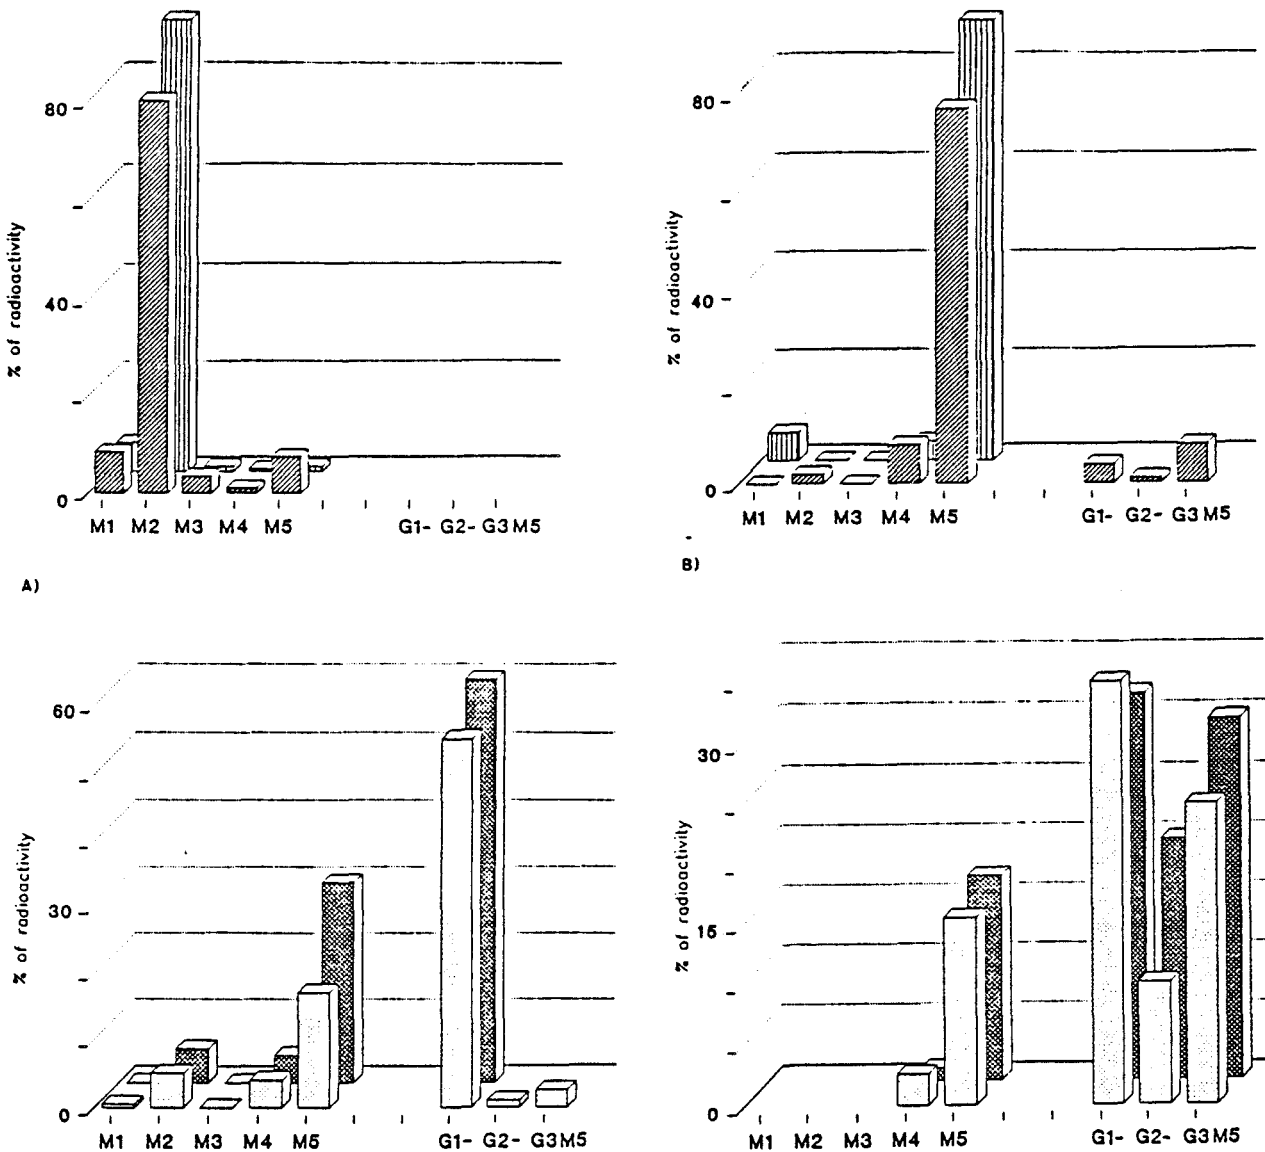 80
40
0
% of radioactivity
M1 M2 M3 M4 M5 G1- G2- G3 M5
A)
80
40
0
% of radioactivity
M1 M2 M3 M4 M5 G1- G2- G3 M5
B)
60
30
0
% of radioactivity
M1 M2 M3 M4 M5 G1- G2- G3 M5
30
15
0
% of radioactivity
M1 M2 M3 M4 M5 G1- G2- G3 M5